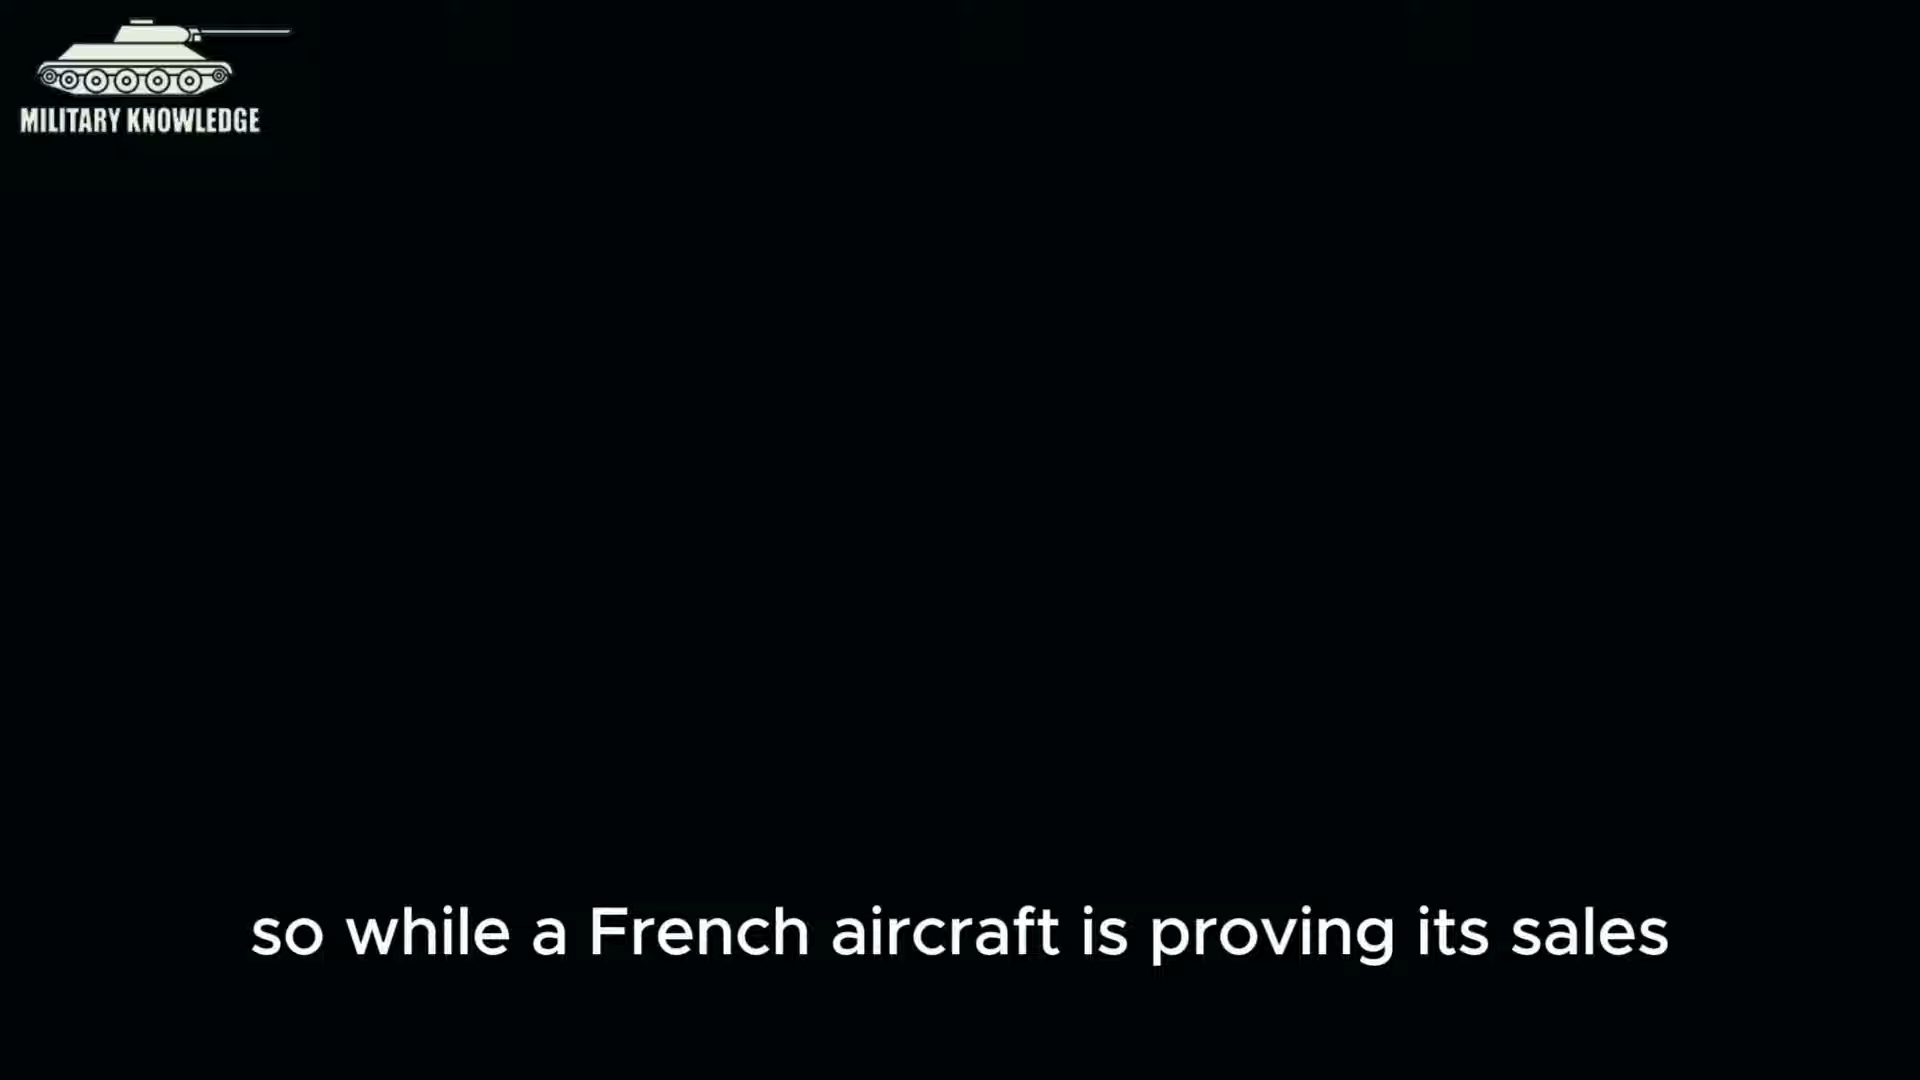 MILITARY KNOWLEDGE
so while a French aircraft is proving its sales